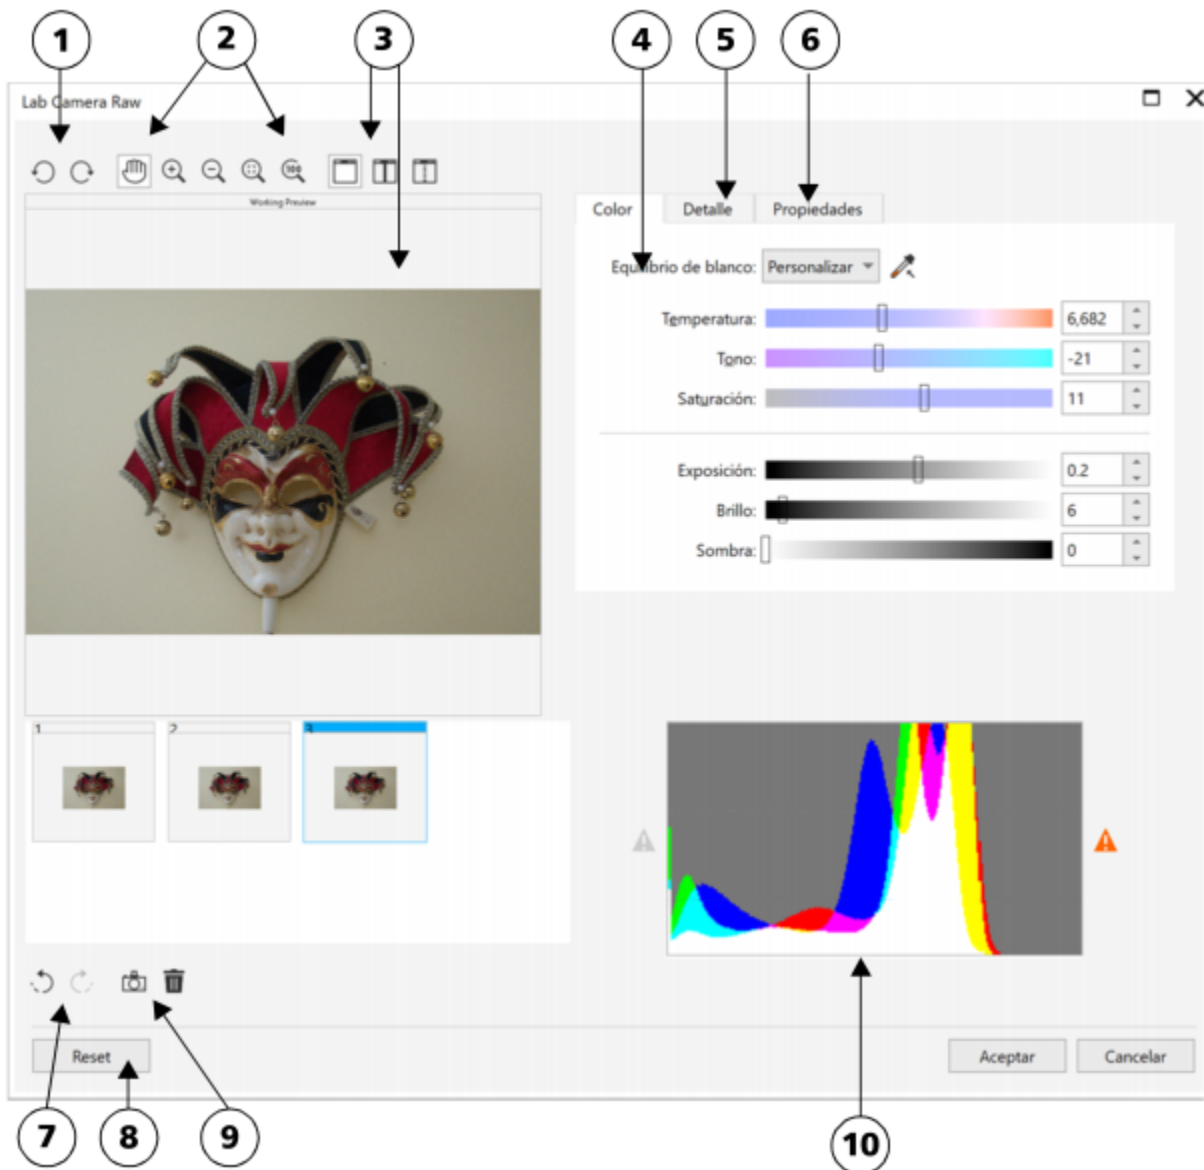 1 2 3 4 5 6
Lab Camera Raw
100
Working Preview
Color Detalle Propiedades
Equilibrio de blanco: Personalizar
Temperatura: 6,682
Tono: -21
Saturación: 11
Exposición: 0.2
Brillo: 6
Sombra: 0
1 2 3
Reset Aceptar Cancelar
7 8 9 10